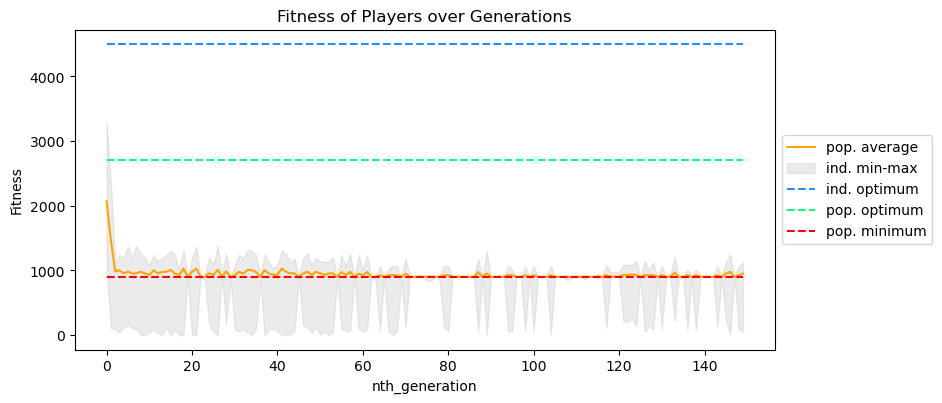 Fitness of Players over Generations
Fitness
4000
3000
2000
1000
0
0 20 40 60 80 100 120 140
nth_generation
pop. average
ind. min-max
ind. optimum
pop. optimum
pop. minimum